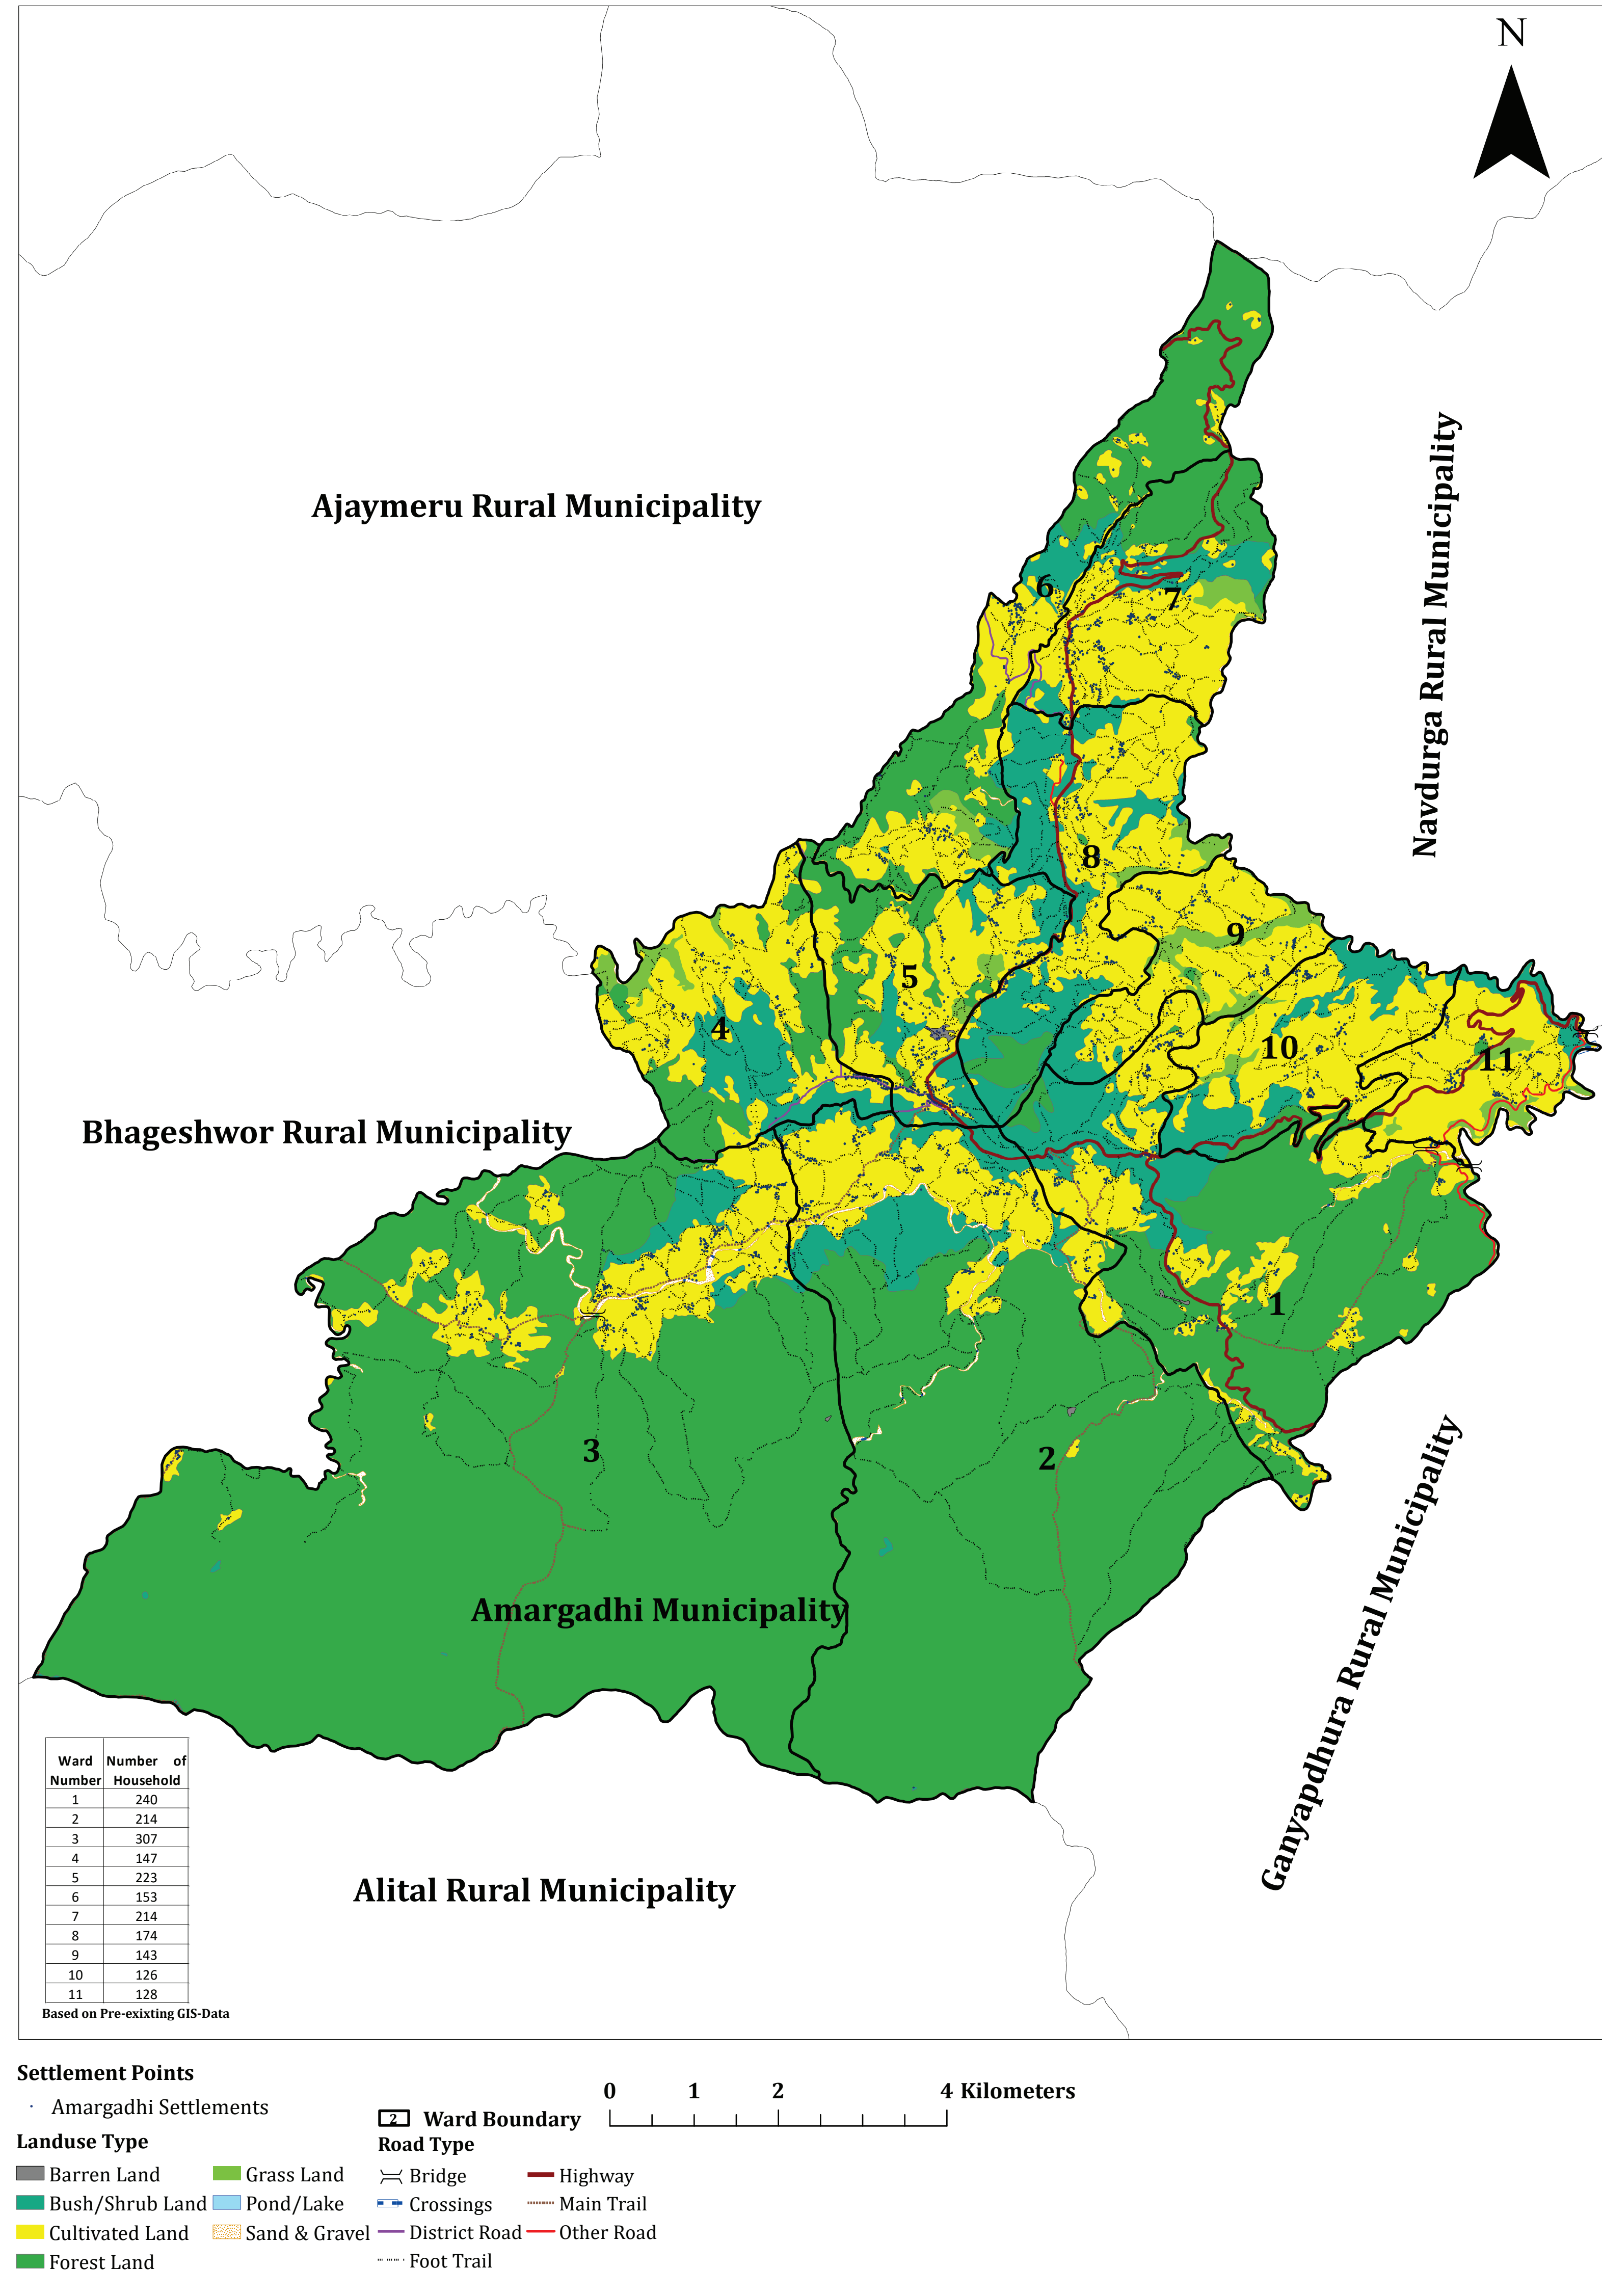 N
Ajaymeru Rural Municipality
Navdurga Rural Municipality
6
7
8
9
5
4
10
11
Bhageshwor Rural Municipality
1
3
2
Amargadhi Municipality
Ganyapdhura Rural Municipality
Alital Rural Municipality
Ward Number Number of Household
1 240
2 214
3 307
4 147
5 223
6 153
7 214
8 174
9 143
10 126
11 128
Based on Pre-exixting GIS-Data
Settlement Points
Amargadhi Settlements
Landuse Type
Barren Land
Bush/Shrub Land
Cultivated Land
Forest Land
Grass Land
Pond/Lake
Sand & Gravel
2 Ward Boundary
Road Type
Bridge
Crossings
District Road
Foot Trail
Highway
Main Trail
Other Road
0 1 2 4 Kilometers